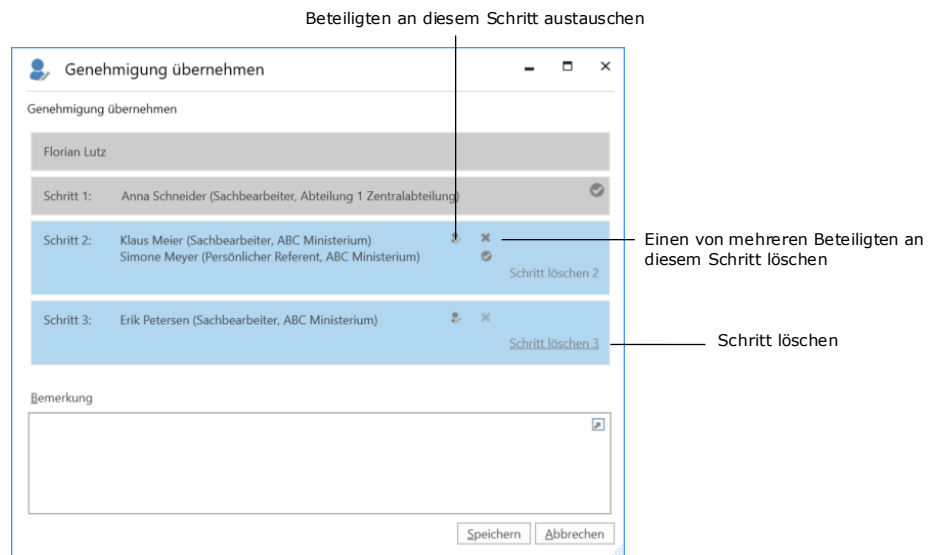 Beteiligten an diesem Schritt austauschen
Genehmigung übernehmen
Genehmigung übernehmen
Florian Lutz
Schritt 1: Anna Schneider (Sachbearbeiter, Abteilung 1 Zentralabteilung)
Schritt 2: Klaus Meier (Sachbearbeiter, ABC Ministerium)
Simone Meyer (Persönlicher Referent, ABC Ministerium)
Schritt löschen 2
Einen von mehreren Beteiligten an
diesem Schritt löschen
Schritt 3: Erik Petersen (Sachbearbeiter, ABC Ministerium)
Schritt löschen 3
Schritt löschen
Bemerkung
Speichern Abbrechen